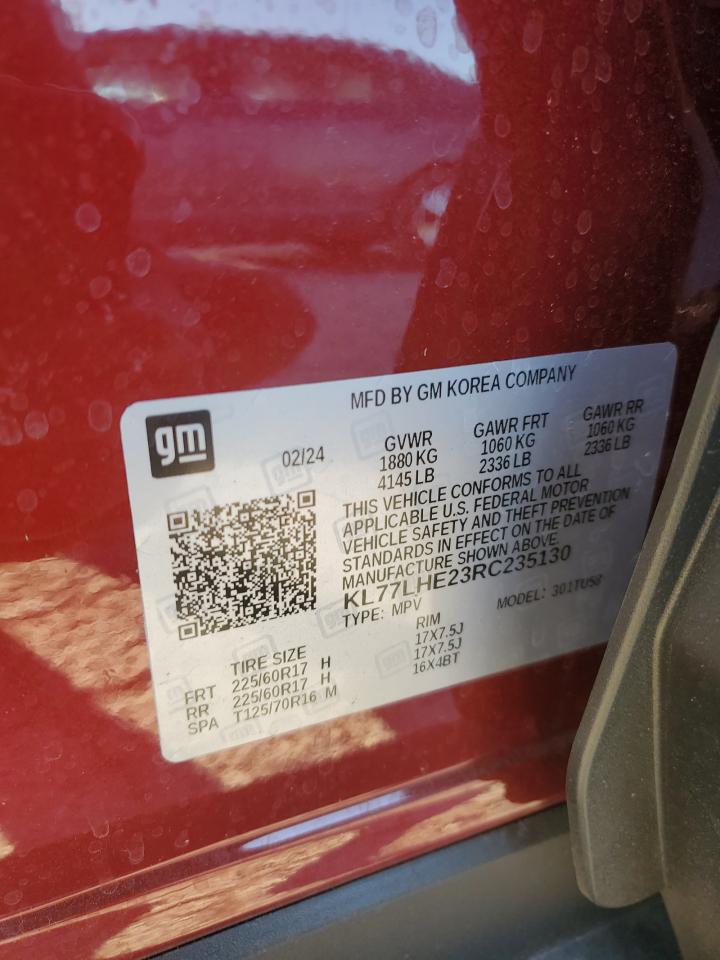 MFD BY GM KOREA COMPANY
gm
02/24
GVWR
1880 KG
4145 LB
GAWR FRT
1060 KG
2336 LB
GAWR RR
1060 KG
2336 LB
THIS VEHICLE CONFORMS TO ALL
APPLICABLE U.S. FEDERAL MOTOR
VEHICLE SAFETY AND THEFT PREVENTION
STANDARDS IN EFFECT ON THE DATE OF
MANUFACTURE SHOWN ABOVE.
KL77LHE23RC235130
TYPE: MPV
MODEL:
TIRE SIZE
RIM
FRT 225/60R17 H 17X7.5J
RR 225/60R17 H 17X7.5J
SPA T125/70R16 M 16X4BT